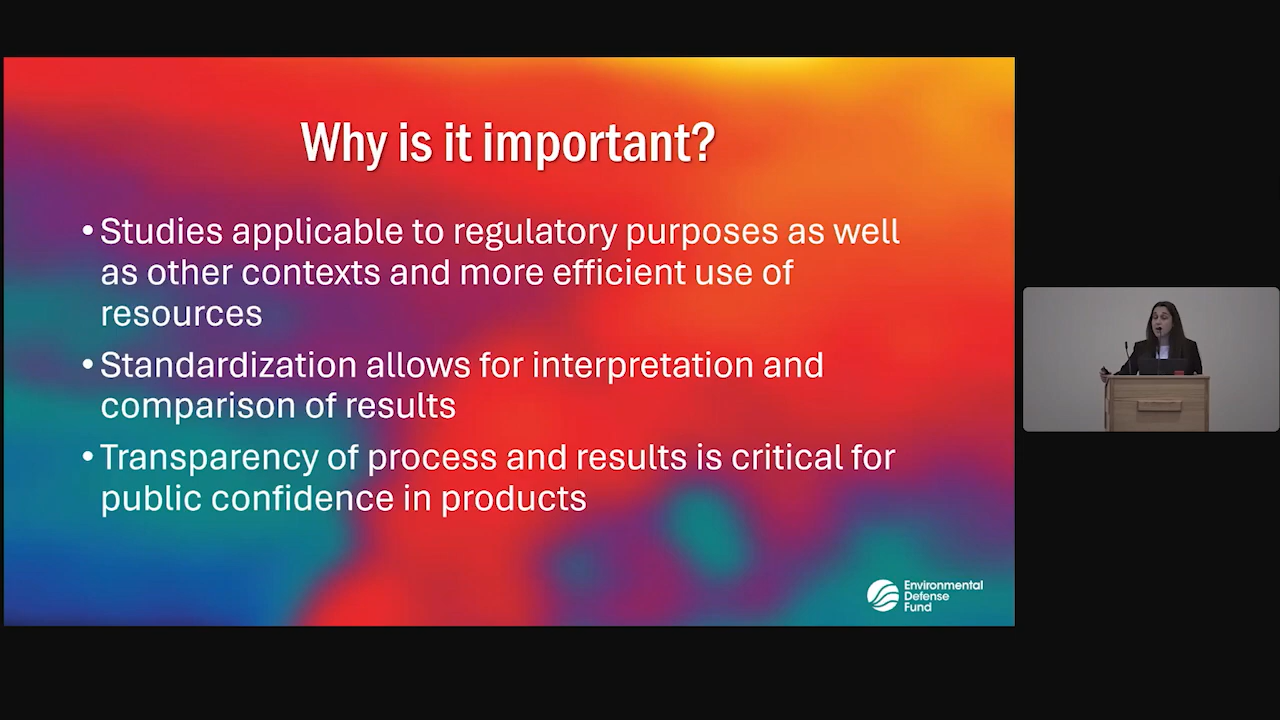 Why is it important?
• Studies applicable to regulatory purposes as well
as other contexts and more efficient use of
resources
• Standardization allows for interpretation and
comparison of results
• Transparency of process and results is critical for
public confidence in products
Environmental
Defense
Fund